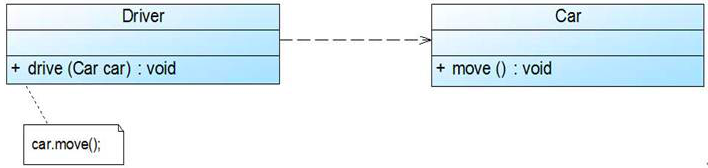 Driver
+ drive (Car car) : void
car.move();
Car
+ move () : void